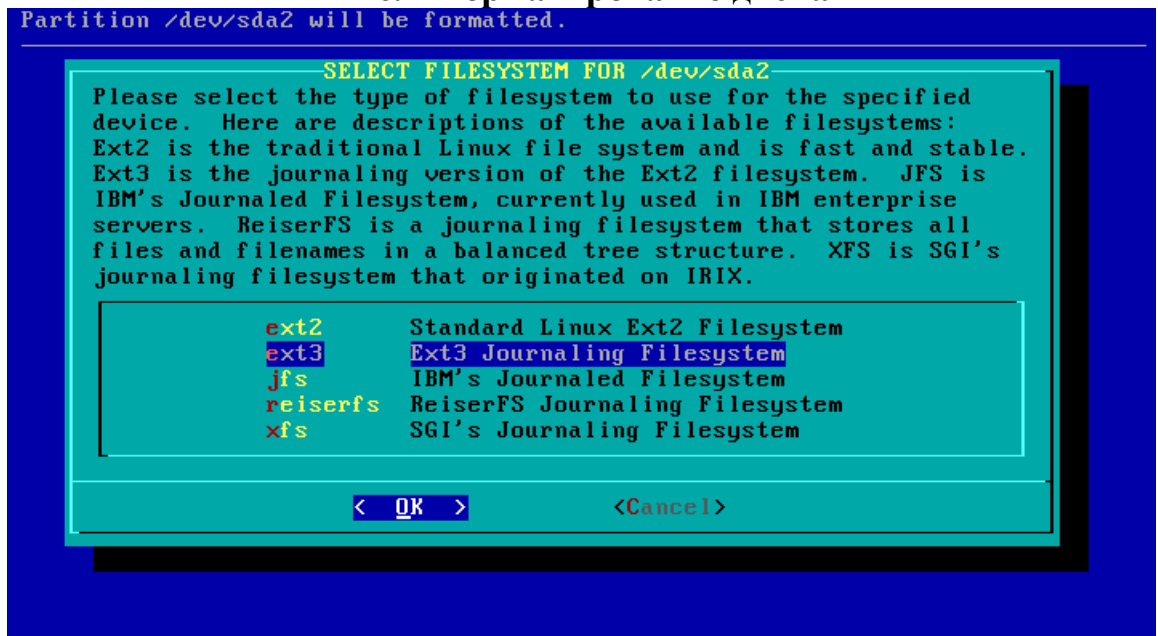 Partition /dev/sda2 will be formatted.
SELECT FILESYSTEM FOR /dev/sda2
Please select the type of filesystem to use for the specified
device.  Here are descriptions of the available filesystems:
Ext2 is the traditional Linux file system and is fast and stable.
Ext3 is the journaling version of the Ext2 filesystem.  JFS is
IBM's Journaled Filesystem, currently used in IBM enterprise
servers.  ReiserFS is a journaling filesystem that stores all
files and filenames in a balanced tree structure.  XFS is SGI's
journaling filesystem that originated on IRIX.
ext2 Standard Linux Ext2 Filesystem
ext3 Ext3 Journaling Filesystem
jfs IBM's Journaled Filesystem
reiserfs ReiserFS Journaling Filesystem
xfs SGI's Journaling Filesystem
< OK > <Cancel>